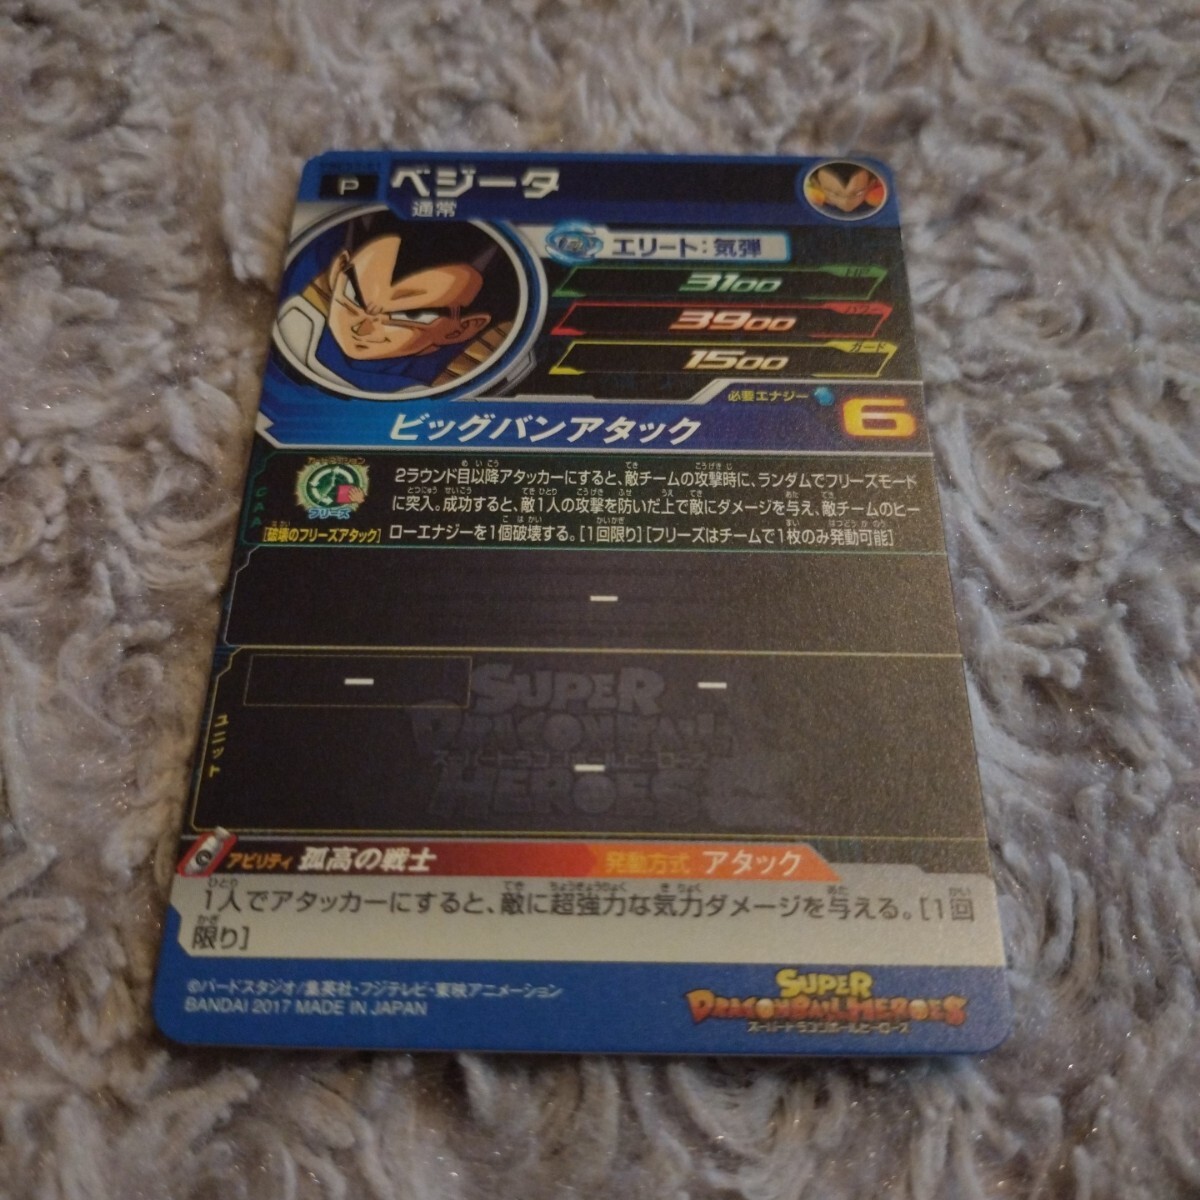 P
ベジータ
通常
エリート:気弾
HP
3100
パワー
3900
ガード
1500
必要エナジー
6
ビッグバンアタック
CAA
フリーズ
[破壊のフリーズアタック]
2ラウンド目以降アタッカーにすると、敵チームの攻撃時に、ランダムでフリーズモード
に突入。成功すると、敵1人の攻撃を防いだ上で敵にダメージを与え、敵チームのヒー
ローエナジーを1個破壊する。[1回限り][フリーズはチームで1枚のみ発動可能]
ー
ユニット
ー
ー
ー
SUPER
DRAGONBALL
スーパードラゴンボールヒーローズ
HEROES
アビリティ 孤高の戦士 発動方式 アタック
1人でアタッカーにすると、敵に超強力な気力ダメージを与える。[1回
限り]
©バードスタジオ/集英社・フジテレビ・東映アニメーション
BANDAI 2017 MADE IN JAPAN
SUPER
DRAGONBALL HEROES
スーパードラゴンボールヒーローズ